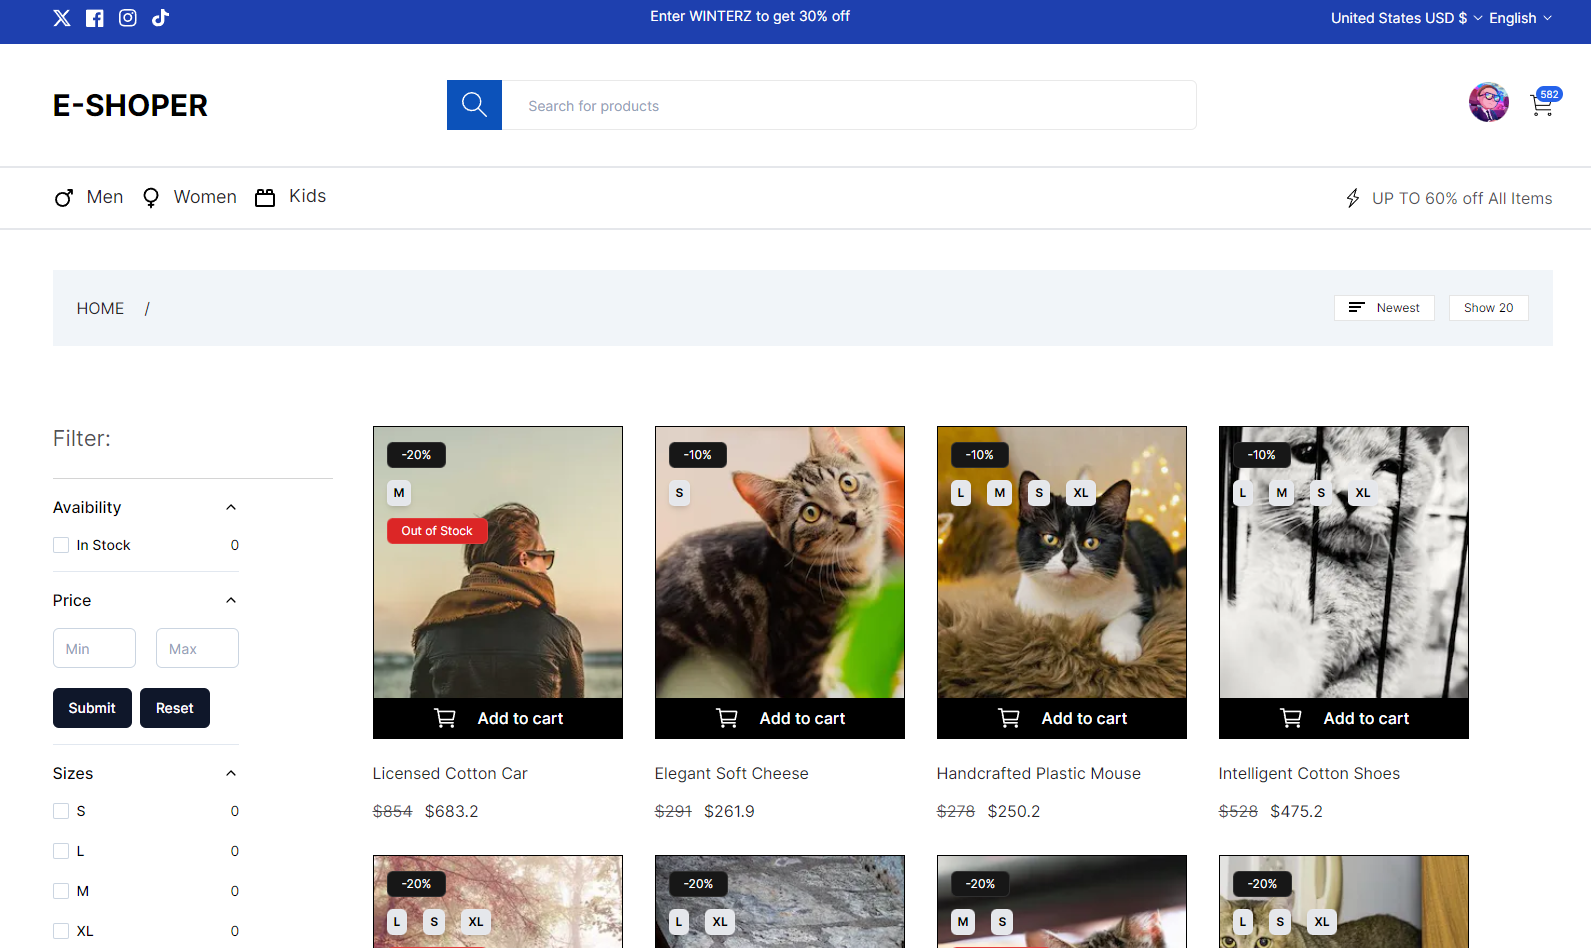 Enter WINTERZ to get 30% off
United States USD $ English
E-SHOPER
Search for products
582
Men Women Kids
UP TO 60% off All Items
HOME /
Newest
Show 20
Filter:
Avaibility
In Stock 0
Price
Min Max
Submit Reset
Sizes
S 0
L 0
M 0
XL 0
-20%
M
Out of Stock
Add to cart
Licensed Cotton Car
$854 $683.2
-10%
S
Add to cart
Elegant Soft Cheese
$291 $261.9
-10%
L M S XL
Add to cart
Handcrafted Plastic Mouse
$278 $250.2
-10%
L M S XL
Add to cart
Intelligent Cotton Shoes
$528 $475.2
-20%
L S XL
-20%
L XL
-20%
M S
-20%
L S XL